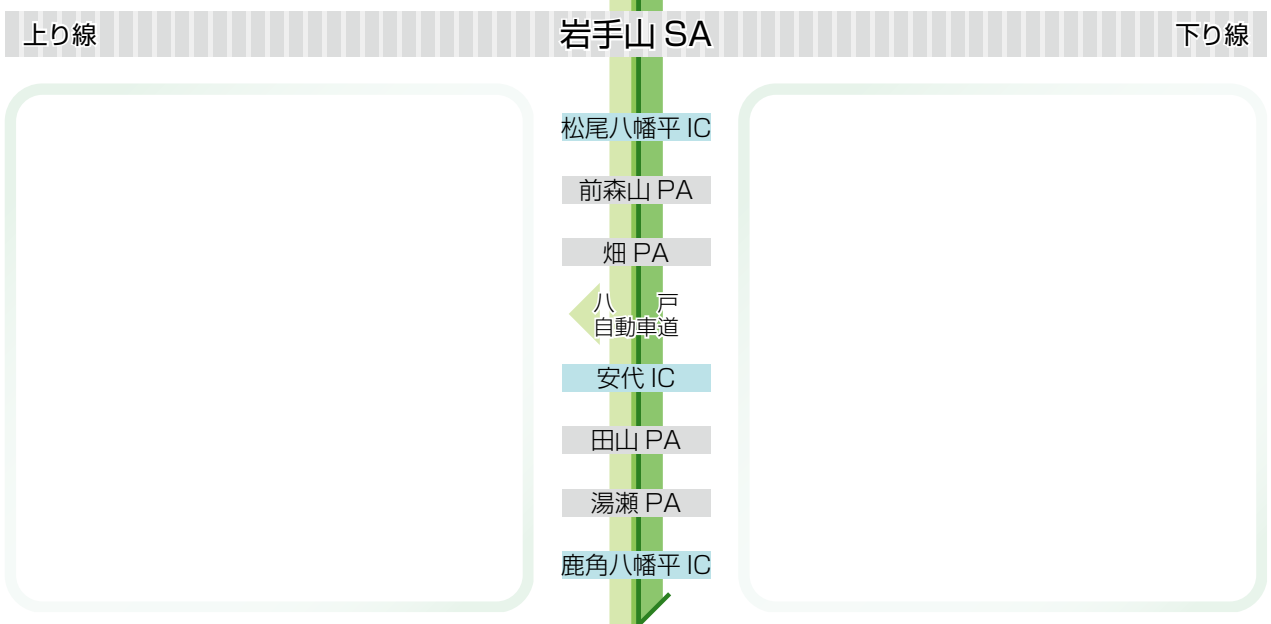 上り線
岩手山 SA
下り線
松尾八幡平 IC
前森山 PA
畑 PA
八　戸
自動車道
安代 IC
田山 PA
湯瀬 PA
鹿角八幡平 IC